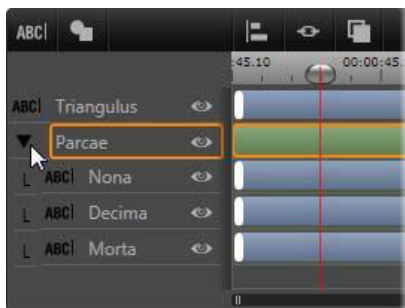 ABC
:45.10 00:00:45.
ABC Triangulus
Parcae
L ABC Nona
L ABC Decima
L ABC Morta